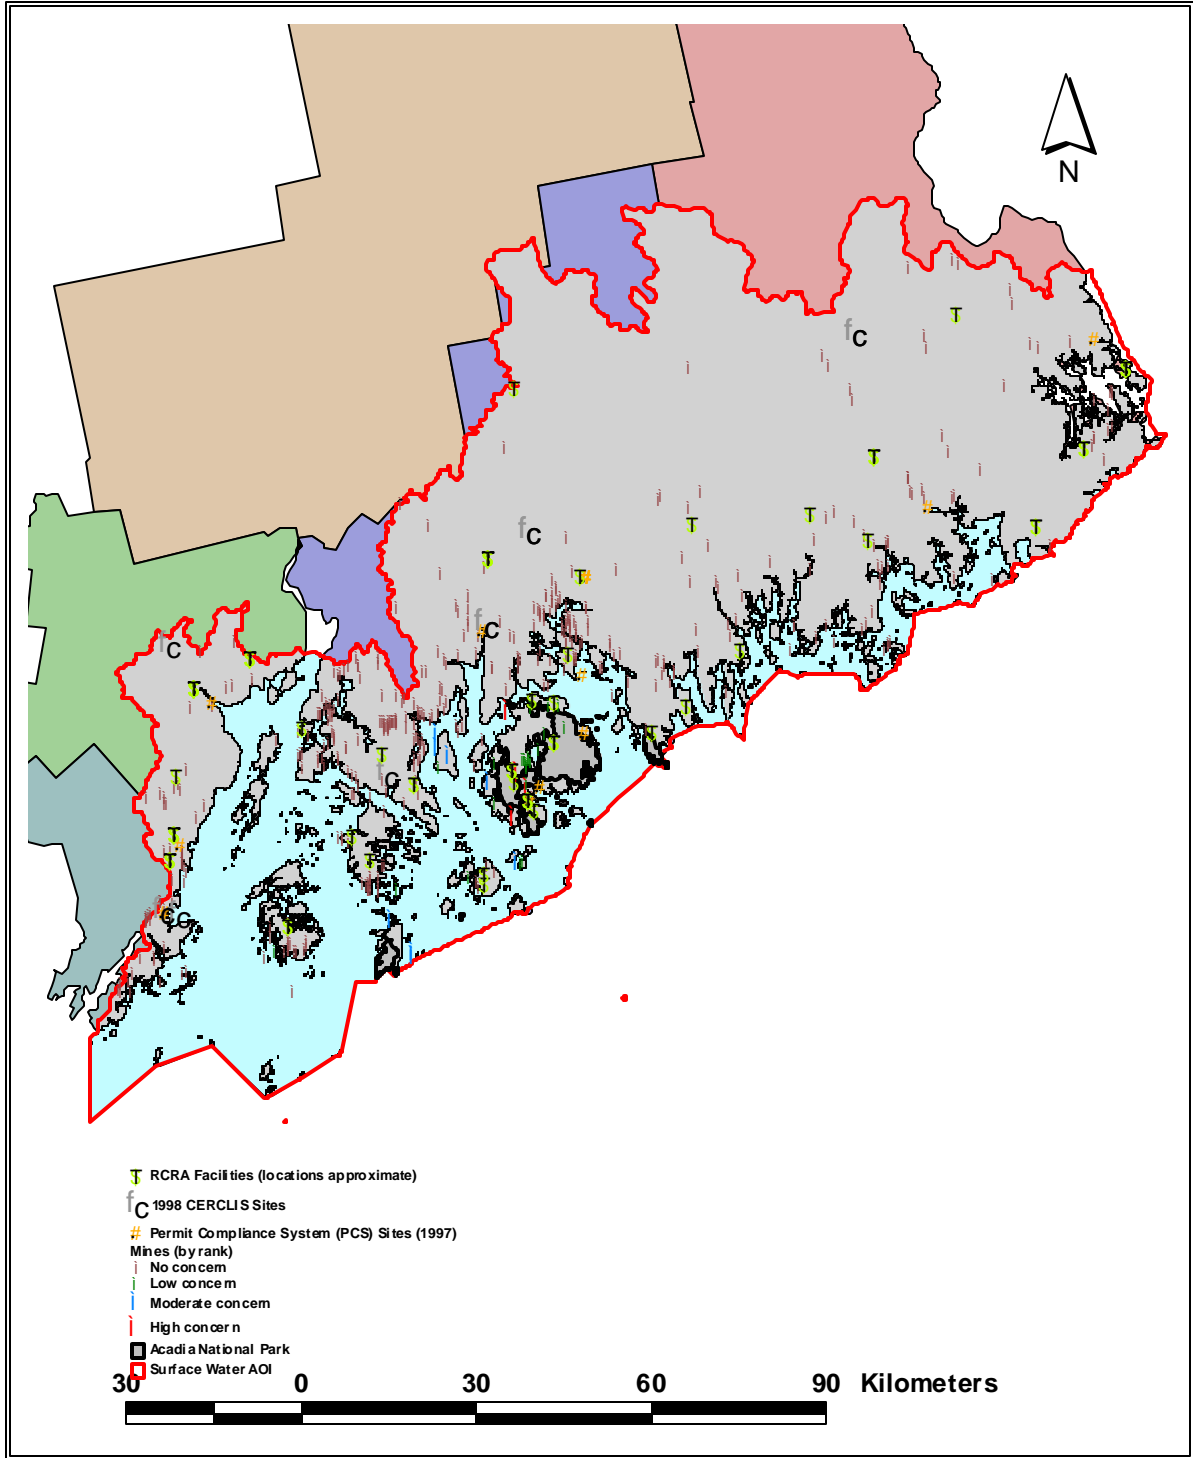 N
T RCRA Facilities (locations approximate)
fC 1998 CERCLIS Sites
# Permit Compliance System (PCS) Sites (1997)
Mines (by rank)
No concern
Low concern
Moderate concern
High concern
Acadia National Park
Surface Water AOI
30 0 30 60 90 Kilometers